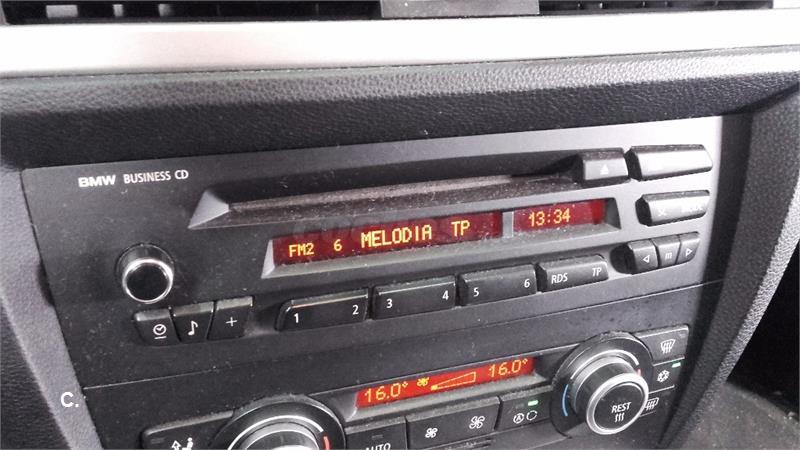 BMW BUSINESS CD
FM2 6 MELODIA TP 13:34
1 2 3 4 5 6 RDS TP
16.0° 16.0°
REST
AUTO
C.